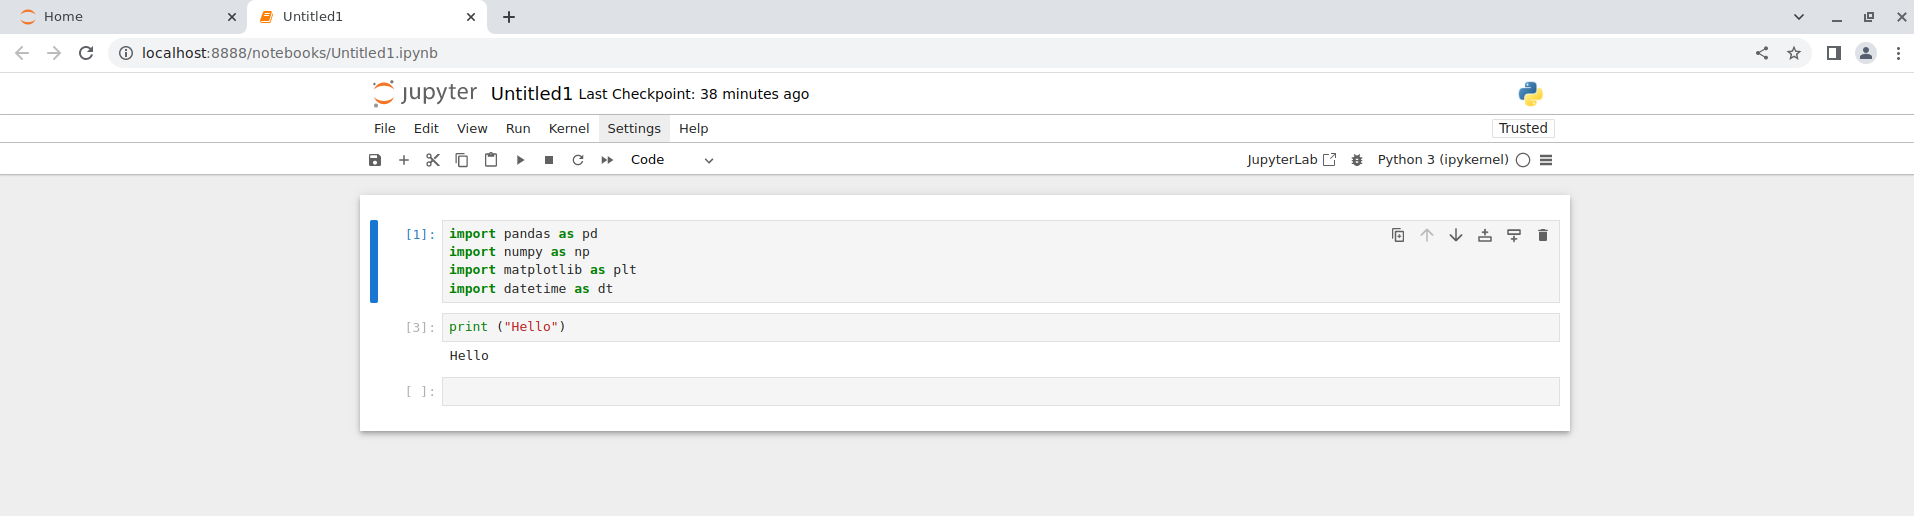 Home
Untitled1
localhost:8888/notebooks/Untitled1.ipynb
jupyter Untitled1 Last Checkpoint: 38 minutes ago
File Edit View Run Kernel Settings Help Trusted
Code JupyterLab Python 3 (ipykernel)
[1]: import pandas as pd
import numpy as np
import matplotlib as plt
import datetime as dt
[3]: print ("Hello")
Hello
[ ]: